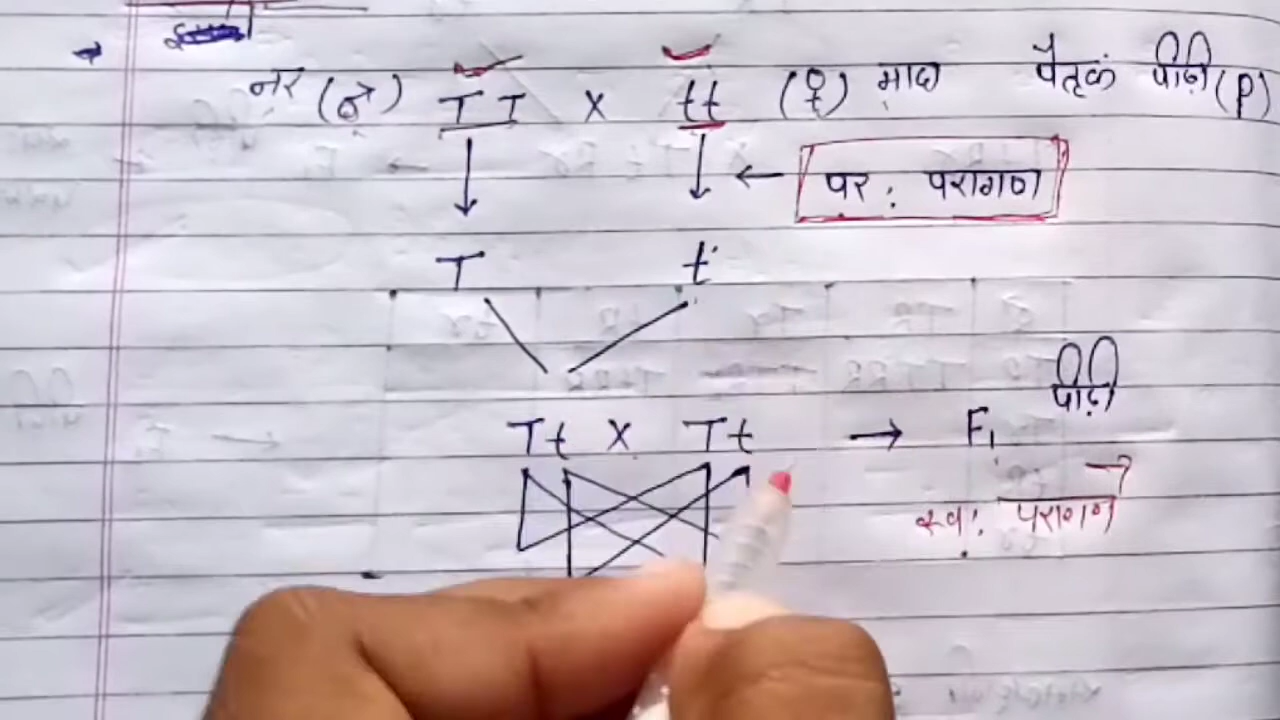 नर (♂) TT x tt (♀) मादा पैतृक पीढ़ी (P)
पर : परागण
T t
पीढ़ी
Tt x Tt → F₁
स्व: परागण